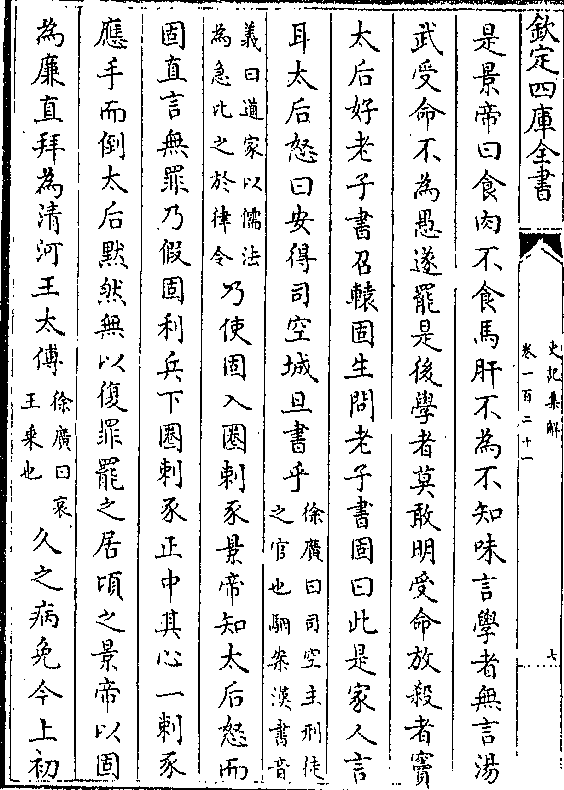 欽定四庫全書
史記集解
卷一百二十一
七
是景帝曰食肉不食馬肝不為不知味言學者無言湯
武受命不為愚遂罷是後學者莫敢明受命放殺者竇
太后好老子書召轅固生問老子書固曰此是家人言
耳太后怒曰安得司空城旦書乎
徐廣曰司空主刑徒
之官也駰案漢書音
義曰道家以儒法
為急比之於律令
乃使固入圈刺豕景帝知太后怒而
固直言無罪乃假固利兵下圈刺豕正中其心一刺豕
應手而倒太后默然無以復罪罷之居頃之景帝以固
為廉直拜為清河王太傅
徐廣曰哀
王乘也
久之病免今上初